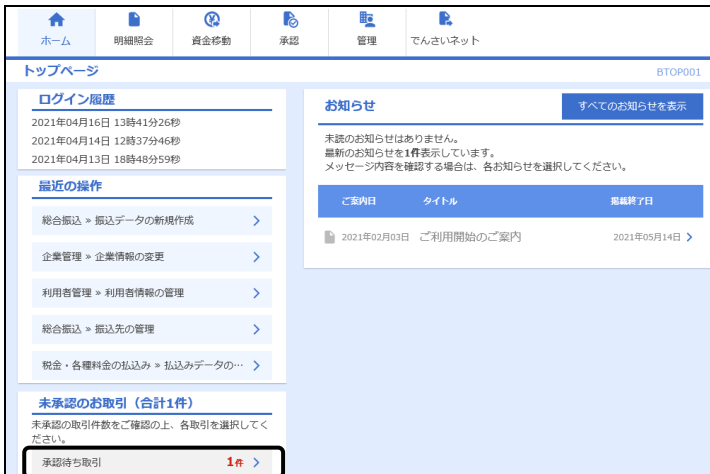 ホーム
明細照会
資金移動
承認
管理
でんさいネット
トップページ
BTOP001
ログイン履歴
2021年04月16日 13時41分26秒
2021年04月14日 12時37分46秒
2021年04月13日 18時48分59秒
最近の操作
総合振込 » 振込データの新規作成
企業管理 » 企業情報の変更
利用者管理 » 利用者情報の管理
総合振込 » 振込先の管理
税金・各種料金の払込み » 払込みデータの…
未承認のお取引（合計1件）
未承認の取引件数をご確認の上、各取引を選択してく
ださい。
承認待ち取引 1件
お知らせ
すべてのお知らせを表示
未読のお知らせはありません。
最新のお知らせを1件表示しています。
メッセージ内容を確認する場合は、各お知らせを選択してください。
ご案内日 タイトル 掲載終了日
2021年02月03日 ご利用開始のご案内 2021年05月14日